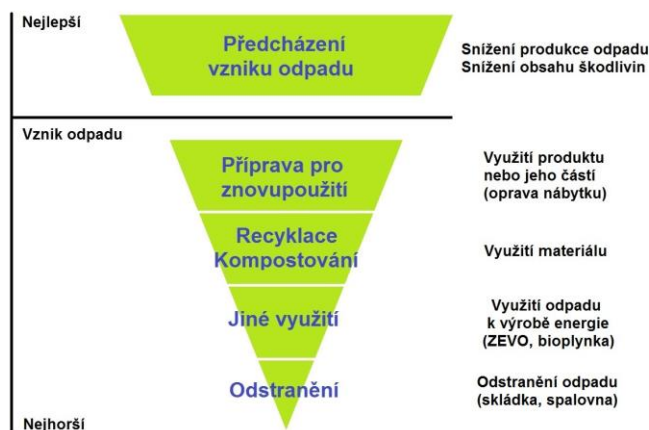 Nejlepší
Předcházení
vzniku odpadu
Snížení produkce odpadu
Snížení obsahu škodlivin
Vznik odpadu
Příprava pro
znovupoužití
Využití produktu
nebo jeho částí
(oprava nábytku)
Recyklace
Kompostování
Využití materiálu
Jiné využití
Využití odpadu
k výrobě energie
(ZEVO, bioplynka)
Odstranění
Odstranění odpadu
(skládka, spalovna)
Nejhorší